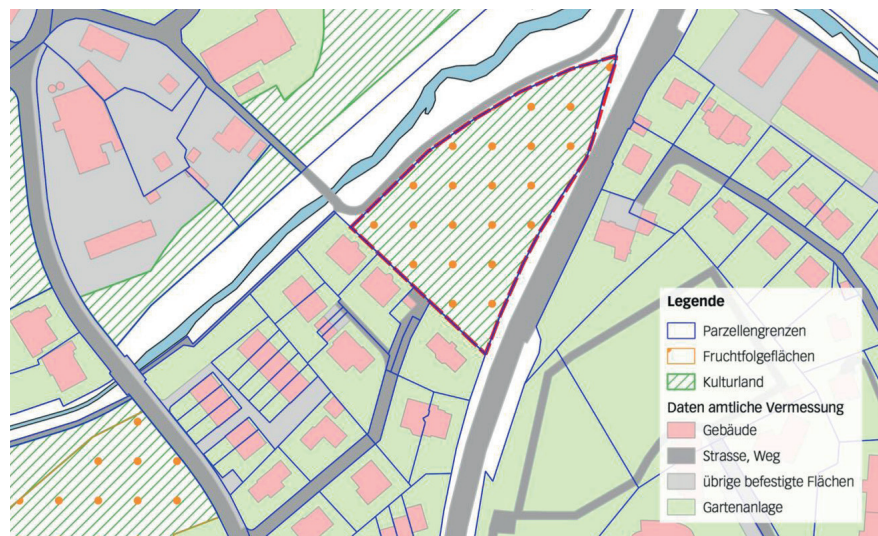 Legende
Parzellengrenzen
Fruchtfolgeflächen
Kulturland
Daten amtliche Vermessung
Gebäude
Strasse, Weg
übrige befestigte Flächen
Gartenanlage